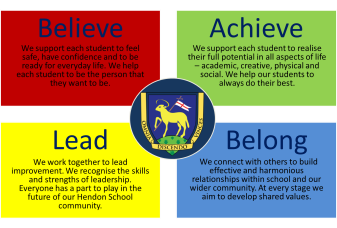 Believe
We support each student to feel
safe, have confidence and to be
ready for everyday life. We help
each student to be the person that
they want to be.
Achieve
We support each student to realise
their full potential in all aspects of life
– academic, creative, physical and
social. We help our students to
always do their best.
DISCENDO
Lead
We work together to lead
improvement. We recognise the skills
and strengths of leadership.
Everyone has a part to play in the
future of our Hendon School
community.
Belong
We connect with others to build
effective and harmonious
relationships within school and our
wider community. At every stage we
aim to develop shared values.